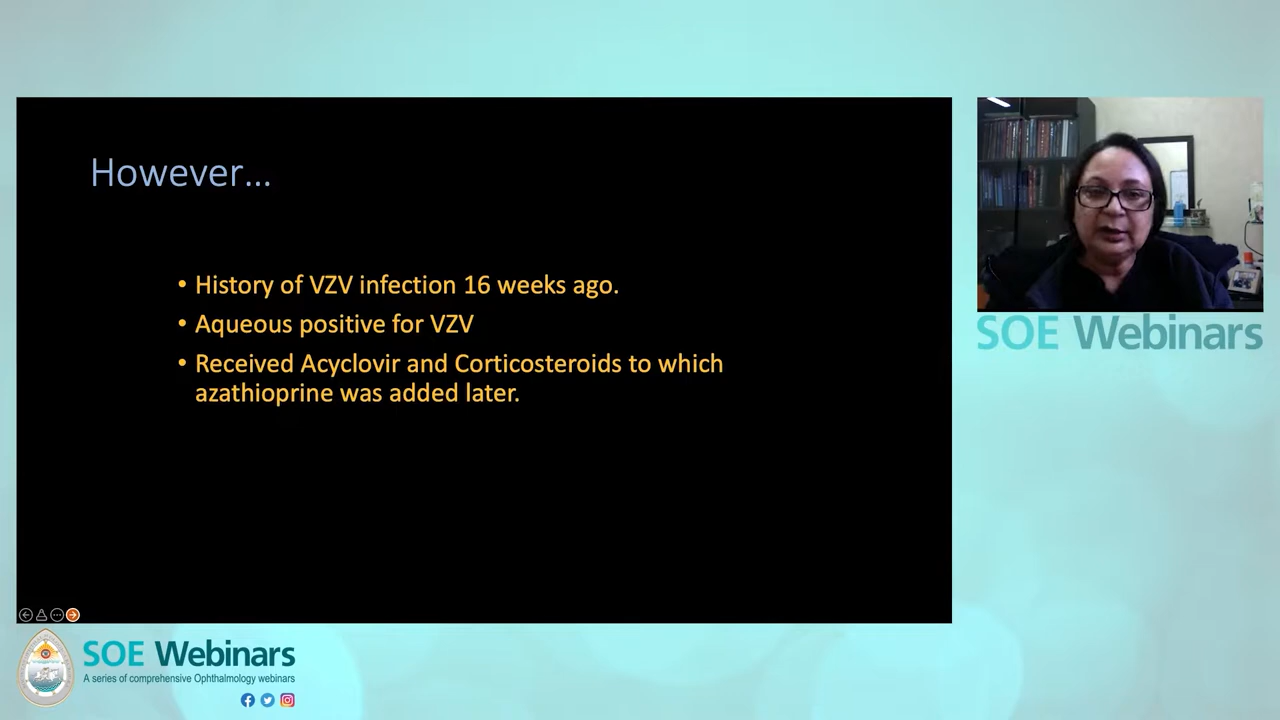 However...
• History of VZV infection 16 weeks ago.
• Aqueous positive for VZV
• Received Acyclovir and Corticosteroids to which
azathioprine was added later.
SOE Webinars
SOE Webinars
A series of comprehensive Ophthalmology webinars